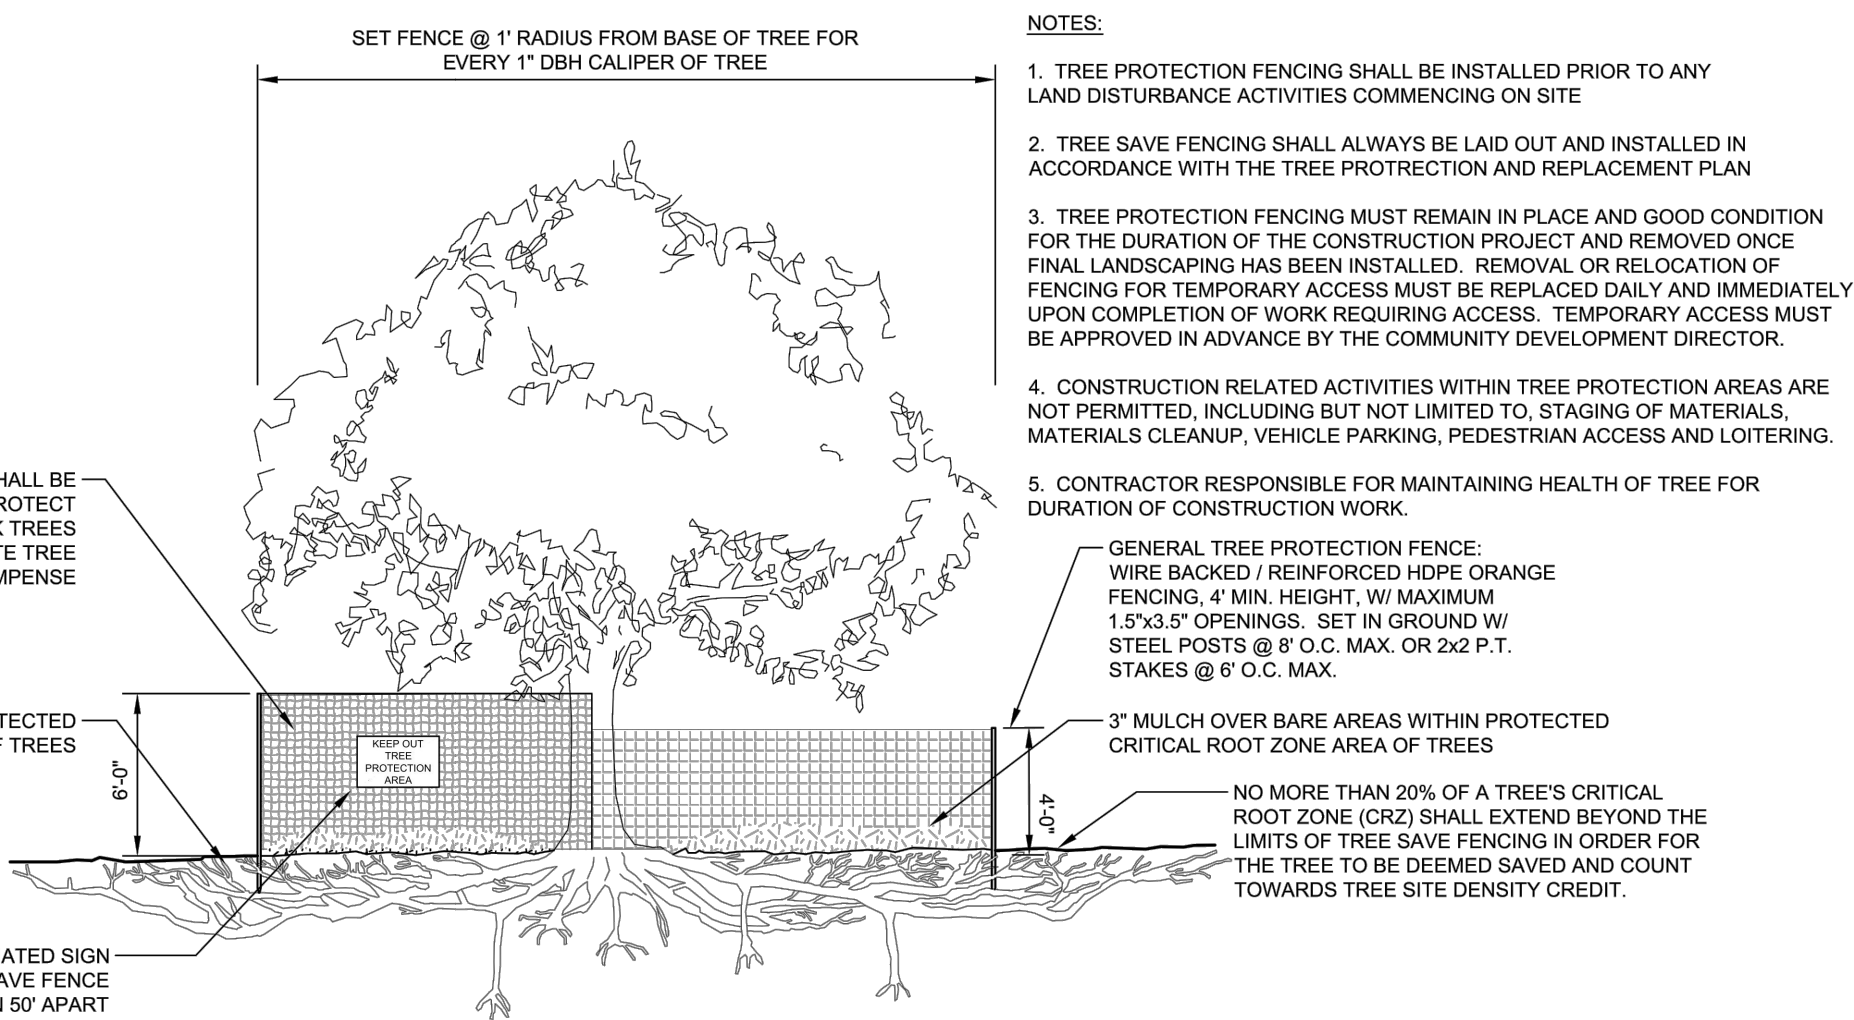 SET FENCE @ 1' RADIUS FROM BASE OF TREE FOR
EVERY 1" DBH CALIPER OF TREE
NOTES:
1. TREE PROTECTION FENCING SHALL BE INSTALLED PRIOR TO ANY
LAND DISTURBANCE ACTIVITIES COMMENCING ON SITE
2. TREE SAVE FENCING SHALL ALWAYS BE LAID OUT AND INSTALLED IN
ACCORDANCE WITH THE TREE PROTRECTION AND REPLACEMENT PLAN
3. TREE PROTECTION FENCING MUST REMAIN IN PLACE AND GOOD CONDITION
FOR THE DURATION OF THE CONSTRUCTION PROJECT AND REMOVED ONCE
FINAL LANDSCAPING HAS BEEN INSTALLED. REMOVAL OR RELOCATION OF
FENCING FOR TEMPORARY ACCESS MUST BE REPLACED DAILY AND IMMEDIATELY
UPON COMPLETION OF WORK REQUIRING ACCESS. TEMPORARY ACCESS MUST
BE APPROVED IN ADVANCE BY THE COMMUNITY DEVELOPMENT DIRECTOR.
4. CONSTRUCTION RELATED ACTIVITIES WITHIN TREE PROTECTION AREAS ARE
NOT PERMITTED, INCLUDING BUT NOT LIMITED TO, STAGING OF MATERIALS,
MATERIALS CLEANUP, VEHICLE PARKING, PEDESTRIAN ACCESS AND LOITERING.
5. CONTRACTOR RESPONSIBLE FOR MAINTAINING HEALTH OF TREE FOR
DURATION OF CONSTRUCTION WORK.
GENERAL TREE PROTECTION FENCE:
WIRE BACKED / REINFORCED HDPE ORANGE
FENCING, 4' MIN. HEIGHT, W/ MAXIMUM
1.5"x3.5" OPENINGS. SET IN GROUND W/
STEEL POSTS @ 8' O.C. MAX. OR 2x2 P.T.
STAKES @ 6' O.C. MAX.
3" MULCH OVER BARE AREAS WITHIN PROTECTED
CRITICAL ROOT ZONE AREA OF TREES
NO MORE THAN 20% OF A TREE'S CRITICAL
ROOT ZONE (CRZ) SHALL EXTEND BEYOND THE
LIMITS OF TREE SAVE FENCING IN ORDER FOR
THE TREE TO BE DEEMED SAVED AND COUNT
TOWARDS TREE SITE DENSITY CREDIT.
4'-0"
KEEP OUT
TREE
PROTECTION
AREA
6'-0"
HALL BE
ROTECT
TREES
TE TREE
MPENSE
TECTED
F TREES
ATED SIGN
AVE FENCE
N 50' APART